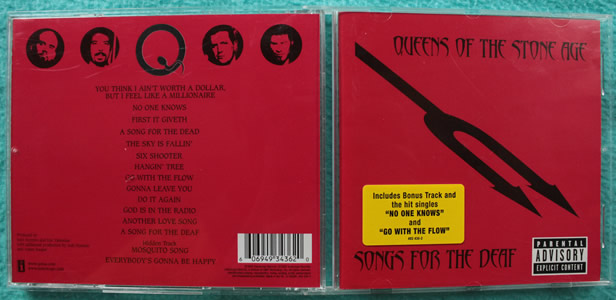 YOU THINK I AIN'T WORTH A DOLLAR,
BUT I FEEL LIKE A MILLIONAIRE
NO ONE KNOWS
FIRST IT GIVETH
A SONG FOR THE DEAD
THE SKY IS FALLIN'
SIX SHOOTER
HANGIN' TREE
GO WITH THE FLOW
GONNA LEAVE YOU
DO IT AGAIN
GOD IS IN THE RADIO
ANOTHER LOVE SONG
A SONG FOR THE DEAF
Hidden Track
MOSQUITO SONG
EVERYBODY'S GONNA BE HAPPY
06949 34362
QUEENS OF THE STONE AGE
Includes Bonus Track and
the hit singles
"NO ONE KNOWS"
and
"GO WITH THE FLOW"
SONGS FOR THE DEAF
PARENTAL
ADVISORY
EXPLICIT CONTENT